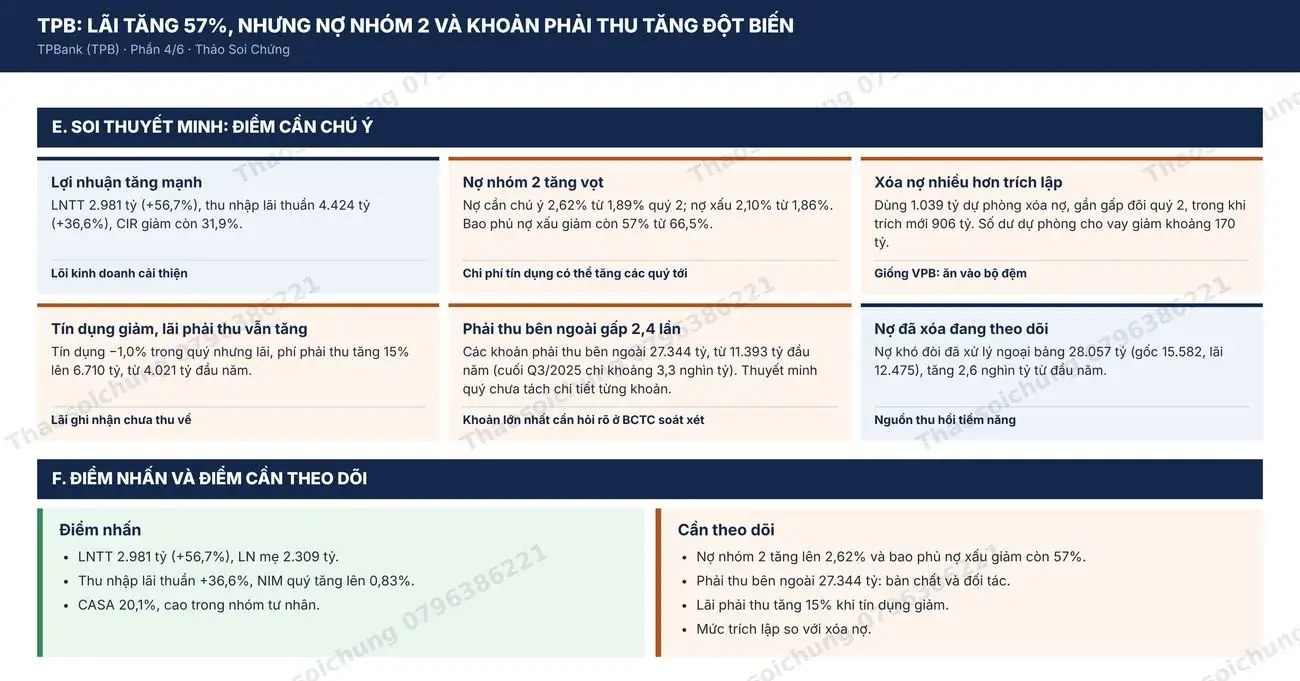 TPB: LÃI TĂNG 57%, NHƯNG NỢ NHÓM 2 VÀ KHOẢN PHẢI THU TĂNG ĐỘT BIẾN
TPBank (TPB) · Phần 4/6 · Thảo Soi Chứng
E. SOI THUYẾT MINH: ĐIỂM CẦN CHÚ Ý
Lợi nhuận tăng mạnh
LNTT 2.981 tỷ (+56,7%), thu nhập lãi thuần 4.424 tỷ
(+36,6%), CIR giảm còn 31,9%.
Lõi kinh doanh cải thiện
Nợ nhóm 2 tăng vọt
Nợ cần chú ý 2,62% từ 1,89% quý 2; nợ xấu 2,10% từ 1,86%.
Bao phủ nợ xấu giảm còn 57% từ 66,5%.
Chi phí tín dụng có thể tăng các quý tới
Xóa nợ nhiều hơn trích lập
Dùng 1.039 tỷ dự phòng xóa nợ, gần gấp đôi quý 2, trong khi
trích mới 906 tỷ. Số dư dự phòng cho vay giảm khoảng 170
tỷ.
Giống VPB: ăn vào bộ đệm
Tín dụng giảm, lãi phải thu vẫn tăng
Tín dụng −1,0% trong quý nhưng lãi, phí phải thu tăng 15%
lên 6.710 tỷ, từ 4.021 tỷ đầu năm.
Lãi ghi nhận chưa thu về
Phải thu bên ngoài gấp 2,4 lần
Các khoản phải thu bên ngoài 27.344 tỷ, từ 11.393 tỷ đầu
năm (cuối Q3/2025 chỉ khoảng 3,3 nghìn tỷ). Thuyết minh
quý chưa tách chi tiết từng khoản.
Khoản lớn nhất cần hỏi rõ ở BCTC soát xét
Nợ đã xóa đang theo dõi
Nợ khó đòi đã xử lý ngoại bảng 28.057 tỷ (gốc 15.582, lãi
12.475), tăng 2,6 nghìn tỷ từ đầu năm.
Nguồn thu hồi tiềm năng
F. ĐIỂM NHẤN VÀ ĐIỂM CẦN THEO DÕI
Điểm nhấn
• LNTT 2.981 tỷ (+56,7%), LN mẹ 2.309 tỷ.
• Thu nhập lãi thuần +36,6%, NIM quý tăng lên 0,83%.
• CASA 20,1%, cao trong nhóm tư nhân.
Cần theo dõi
• Nợ nhóm 2 tăng lên 2,62% và bao phủ nợ xấu giảm còn 57%.
• Phải thu bên ngoài 27.344 tỷ: bản chất và đối tác.
• Lãi phải thu tăng 15% khi tín dụng giảm.
• Mức trích lập so với xóa nợ.
Thaosoichung 0796386221
Thaosoichung 0796386221
Thaosoichung 0796386221